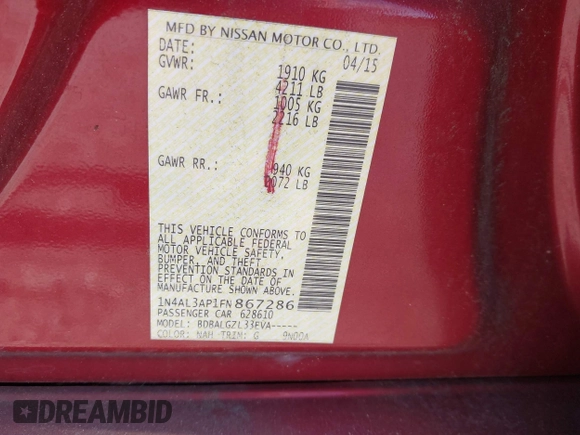 MFD BY NISSAN MOTOR CO., LTD.
DATE: 04/15
GVWR: 1910 KG
4211 LB
GAWR FR.: 1005 KG
2216 LB
GAWR RR.: 940 KG
2072 LB
THIS VEHICLE CONFORMS TO
ALL APPLICABLE FEDERAL
MOTOR VEHICLE SAFETY,
BUMPER, AND THEFT
PREVENTION STANDARDS IN
EFFECT ON THE DATE OF
MANUFACTURE SHOWN ABOVE.
1N4AL3AP1FN867286
PASSENGER CAR 628610
MODEL: BDBALGZL33EVA-----
COLOR: NAH TRIM: G
DREAMBID